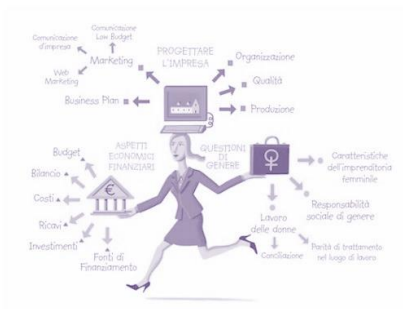 Comunicazione
Low Budget
Comunicazione
d'impresa
Marketing
Web
Marketing
Business Plan
PROGETTARE
L'IMPRESA
Organizzazione
Qualità
Produzione
ASPETTI
ECONOMICI
FINANZIARI
Budget
Bilancio
Costi
Ricavi
Investimenti
Fonti di
Finanziamento
€
QUESTIONI
DI
GENERE
Caratteristiche
dell'imprenditoria
femminile
Responsabilità
sociale di genere
Lavoro
delle donne
Conciliazione
Parità di trattamento
nel luogo di lavoro